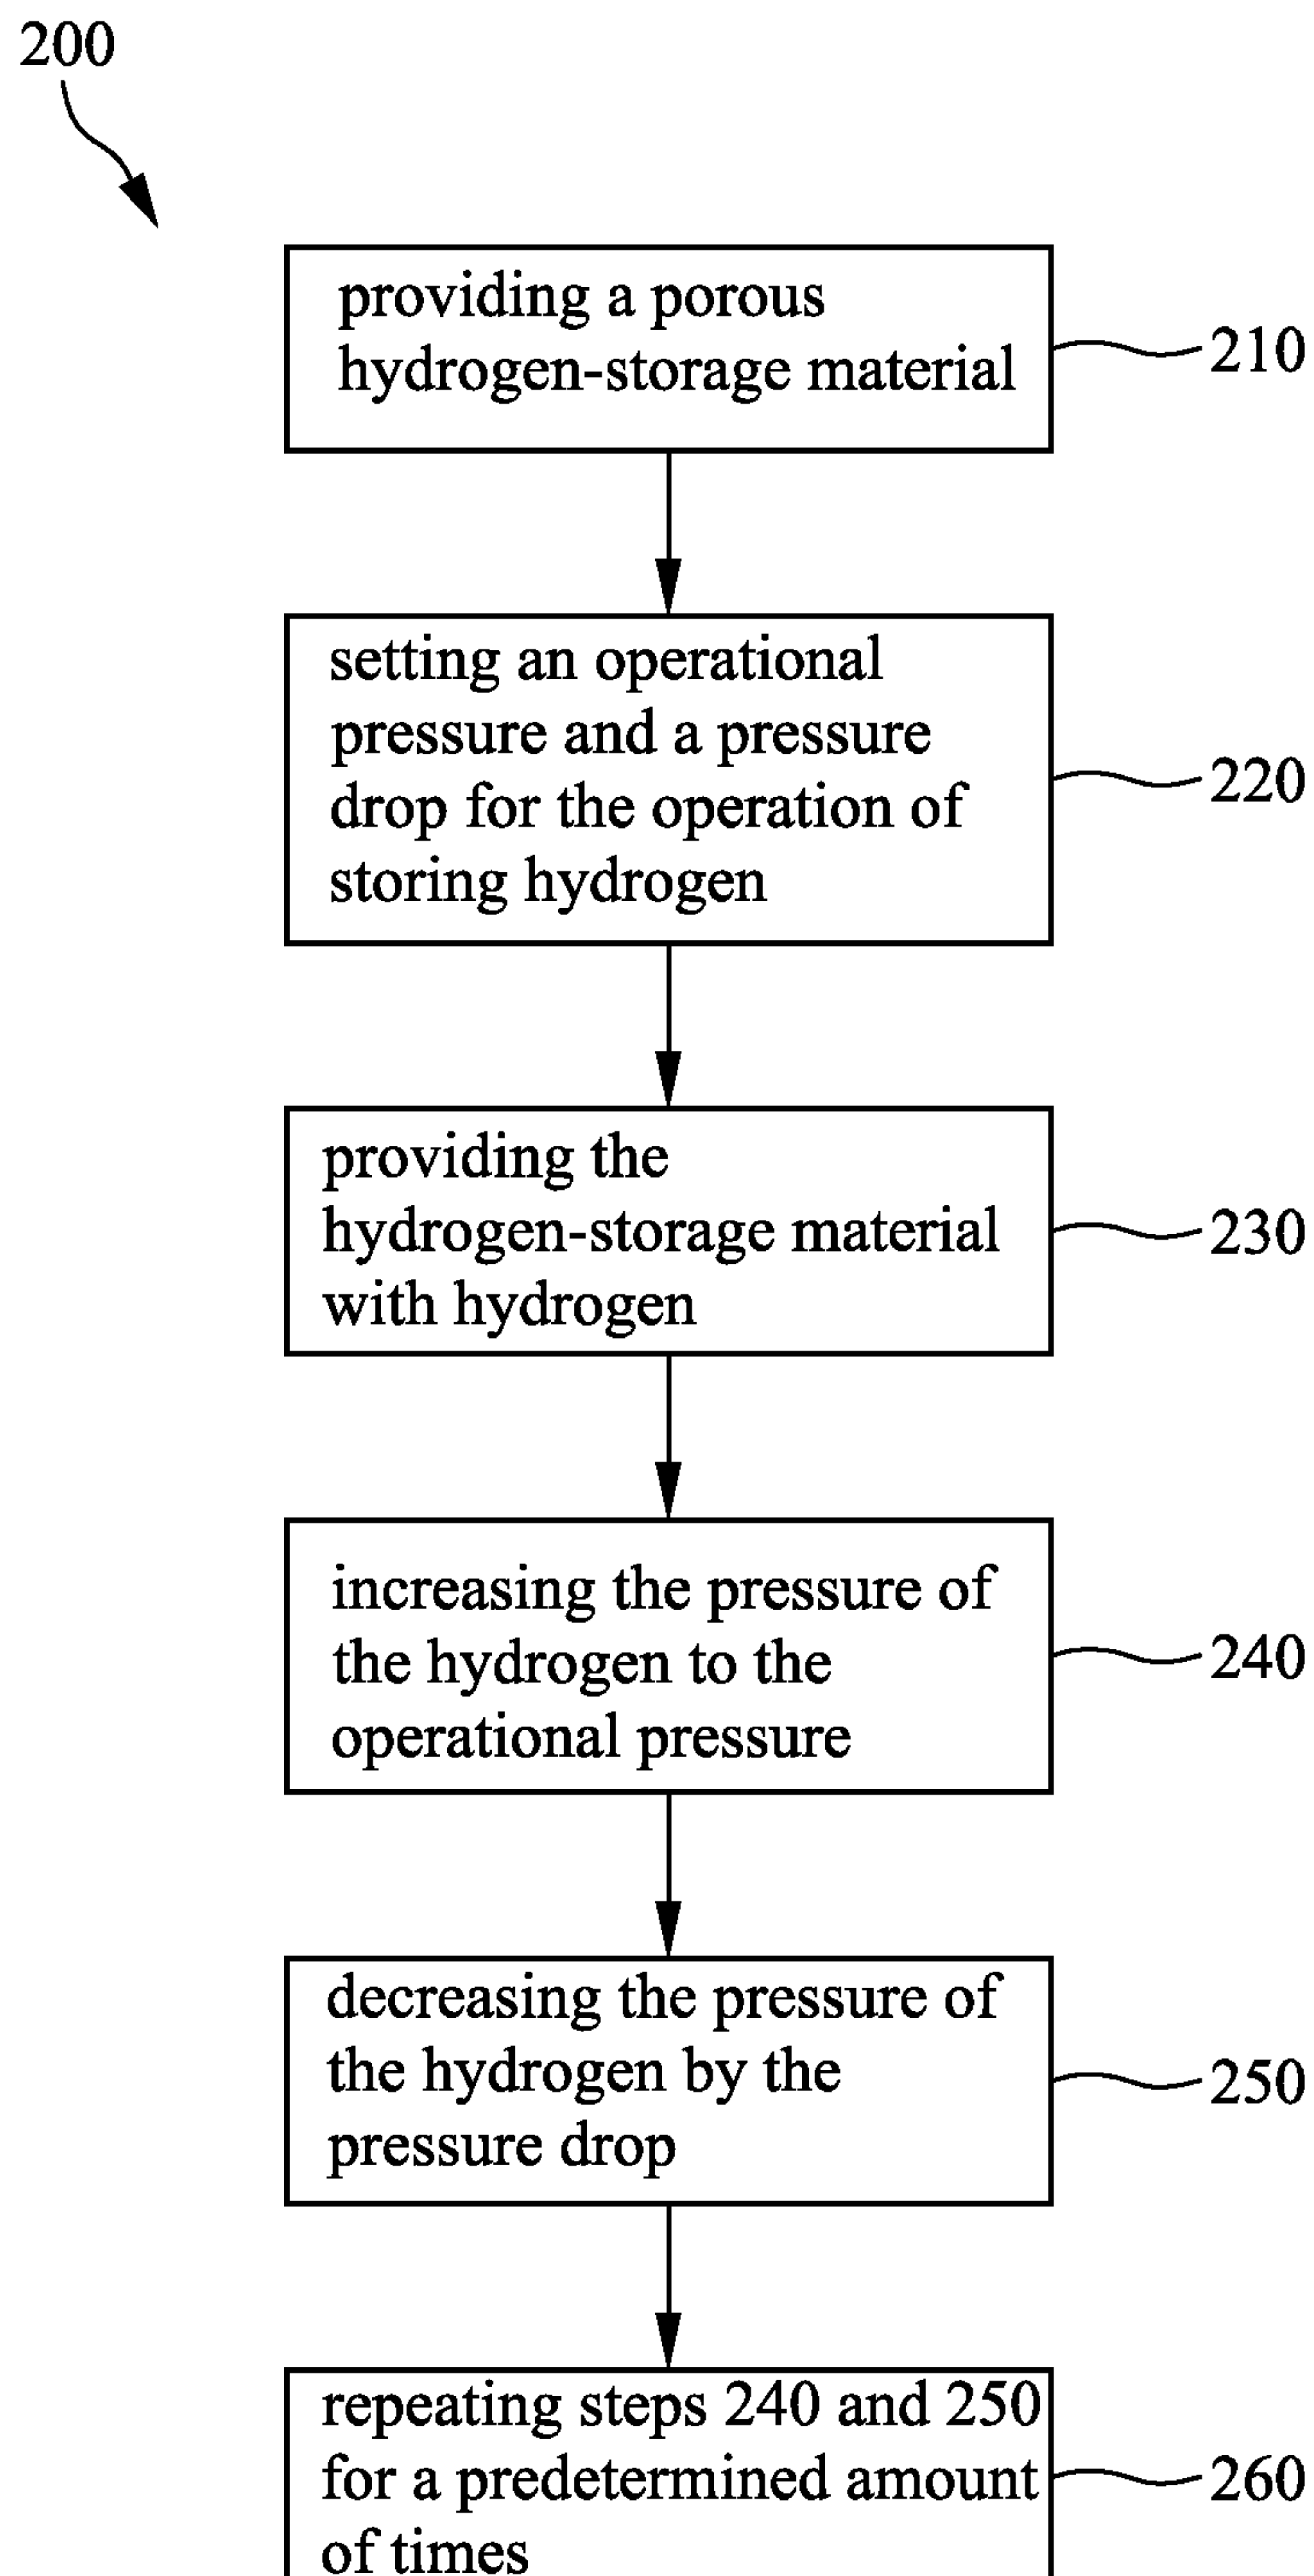 200
providing a porous
hydrogen-storage material
210
setting an operational
pressure and a pressure
drop for the operation of
storing hydrogen
220
providing the
hydrogen-storage material
with hydrogen
230
increasing the pressure of
the hydrogen to the
operational pressure
240
decreasing the pressure of
the hydrogen by the
pressure drop
250
repeating steps 240 and 250
for a predetermined amount
of times
260